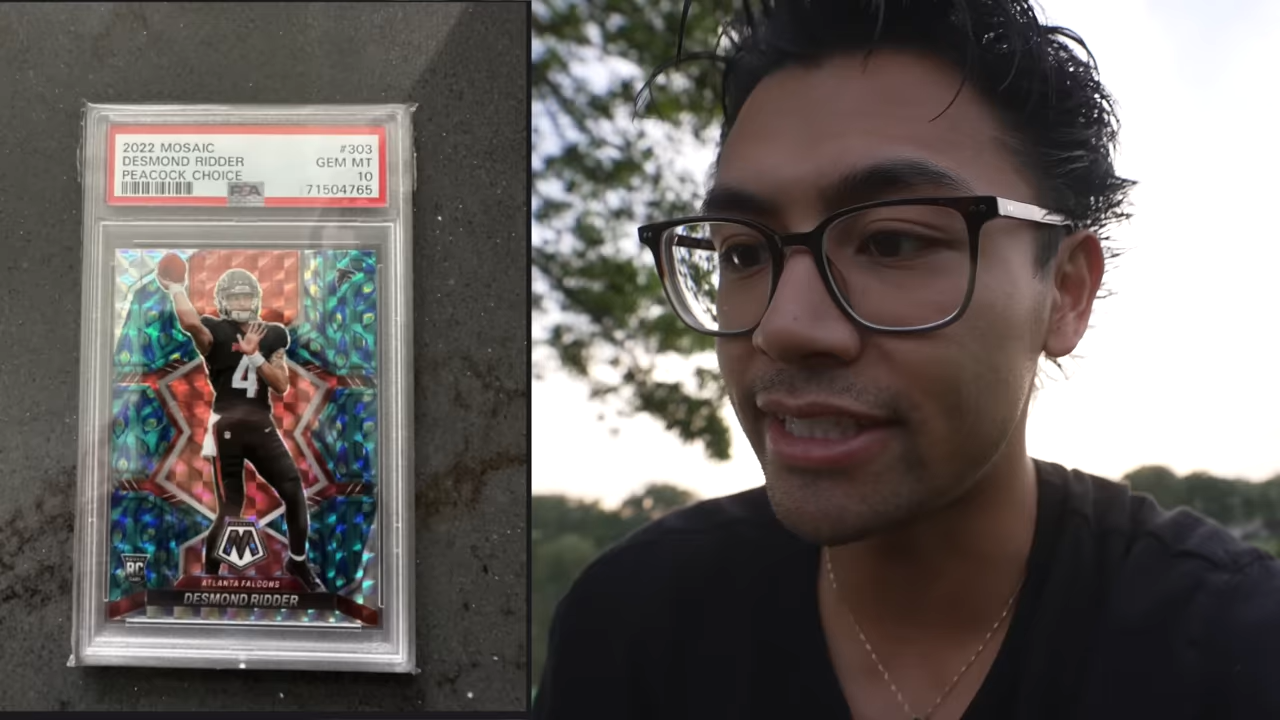 2022 MOSAIC #303
DESMOND RIDDER GEM MT
PEACOCK CHOICE 10
PSA 71504765
4
M
RC
ATLANTA FALCONS
DESMOND RIDDER